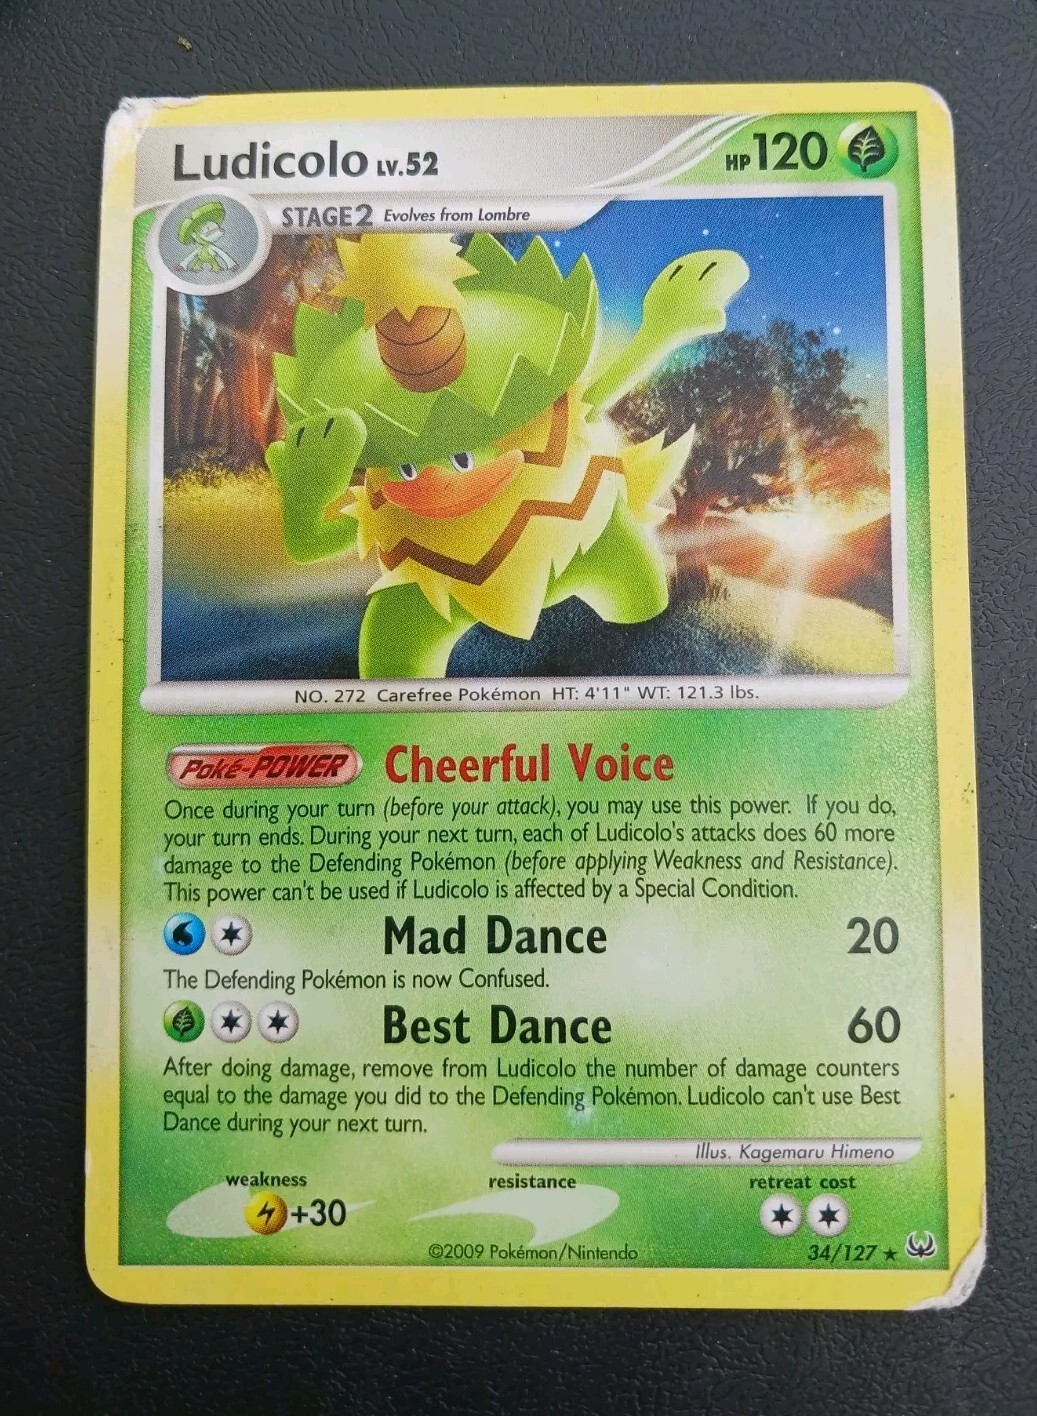 Ludicolo LV.52
HP 120
STAGE2 Evolves from Lombre
NO. 272 Carefree Pokémon HT: 4'11" WT: 121.3 lbs.
Poké-POWER Cheerful Voice
Once during your turn (before your attack), you may use this power. If you do,
your turn ends. During your next turn, each of Ludicolo's attacks does 60 more
damage to the Defending Pokémon (before applying Weakness and Resistance).
This power can't be used if Ludicolo is affected by a Special Condition.
Mad Dance 20
The Defending Pokémon is now Confused.
Best Dance 60
After doing damage, remove from Ludicolo the number of damage counters
equal to the damage you did to the Defending Pokémon. Ludicolo can't use Best
Dance during your next turn.
Illus. Kagemaru Himeno
weakness resistance retreat cost
+30
©2009 Pokémon/Nintendo 34/127 ★